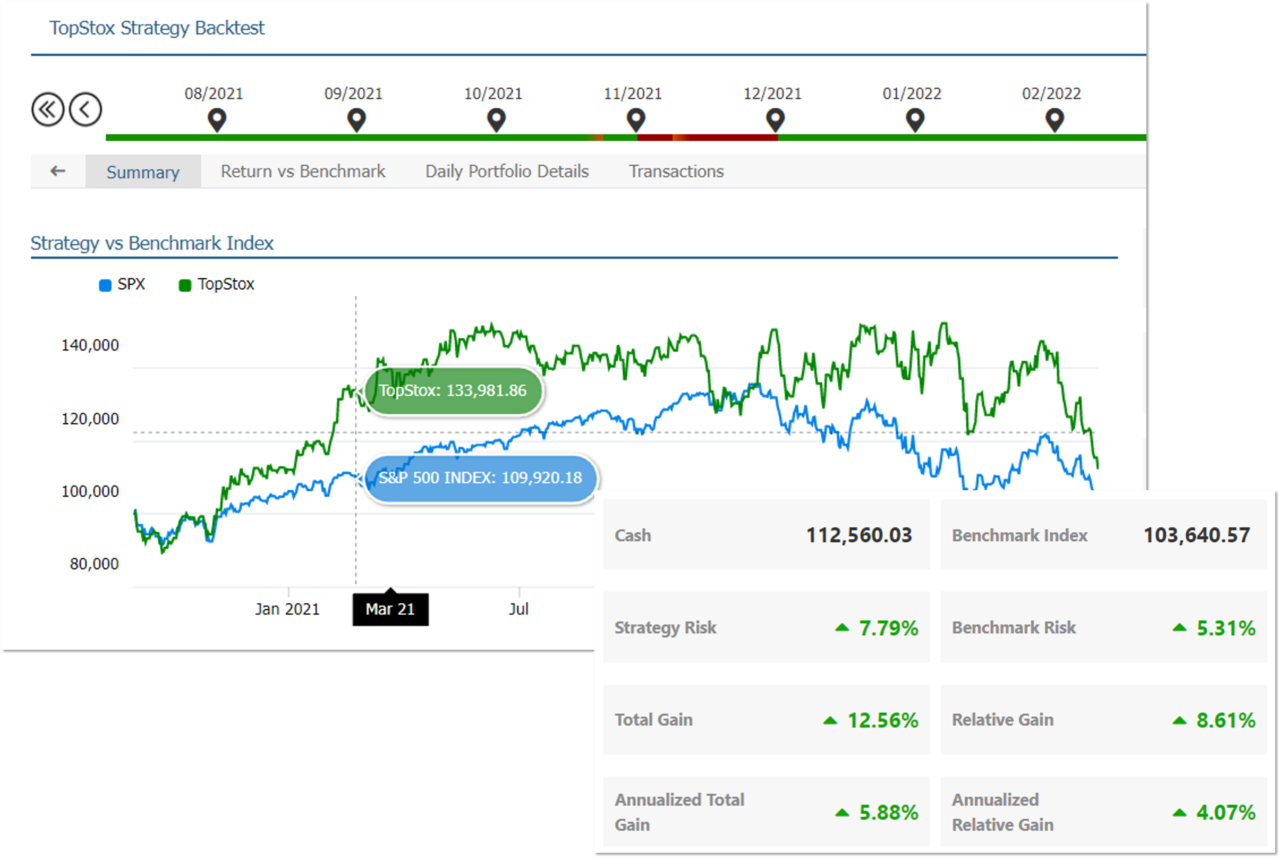 TopStox Strategy Backtest
08/2021 09/2021 10/2021 11/2021 12/2021 01/2022 02/2022
Summary Return vs Benchmark Daily Portfolio Details Transactions
Strategy vs Benchmark Index
SPX TopStox
140,000
TopStox: 133,981.86
120,000
S&P 500 INDEX: 109,920.18
100,000
80,000
Jan 2021 Mar 21 Jul
Cash 112,560.03 Benchmark Index 103,640.57
Strategy Risk 7.79% Benchmark Risk 5.31%
Total Gain 12.56% Relative Gain 8.61%
Annualized Total
Gain
5.88%
Annualized
Relative Gain
4.07%